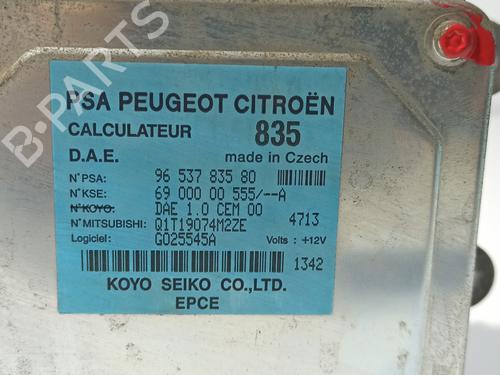 PSA PEUGEOT CITROËN
CALCULATEUR 835
D.A.E. made in Czech
N°PSA: 96 537 835 80
N°KSE: 69 000 00 555/--A
N°KOYO: DAE 1.0 CEM 00
N°MITSUBISHI: Q1T19074M2ZE 4713
Logiciel: G025545A Volts : +12V
1342
KOYO SEIKO CO.,LTD.
EPCE
B-PARTS